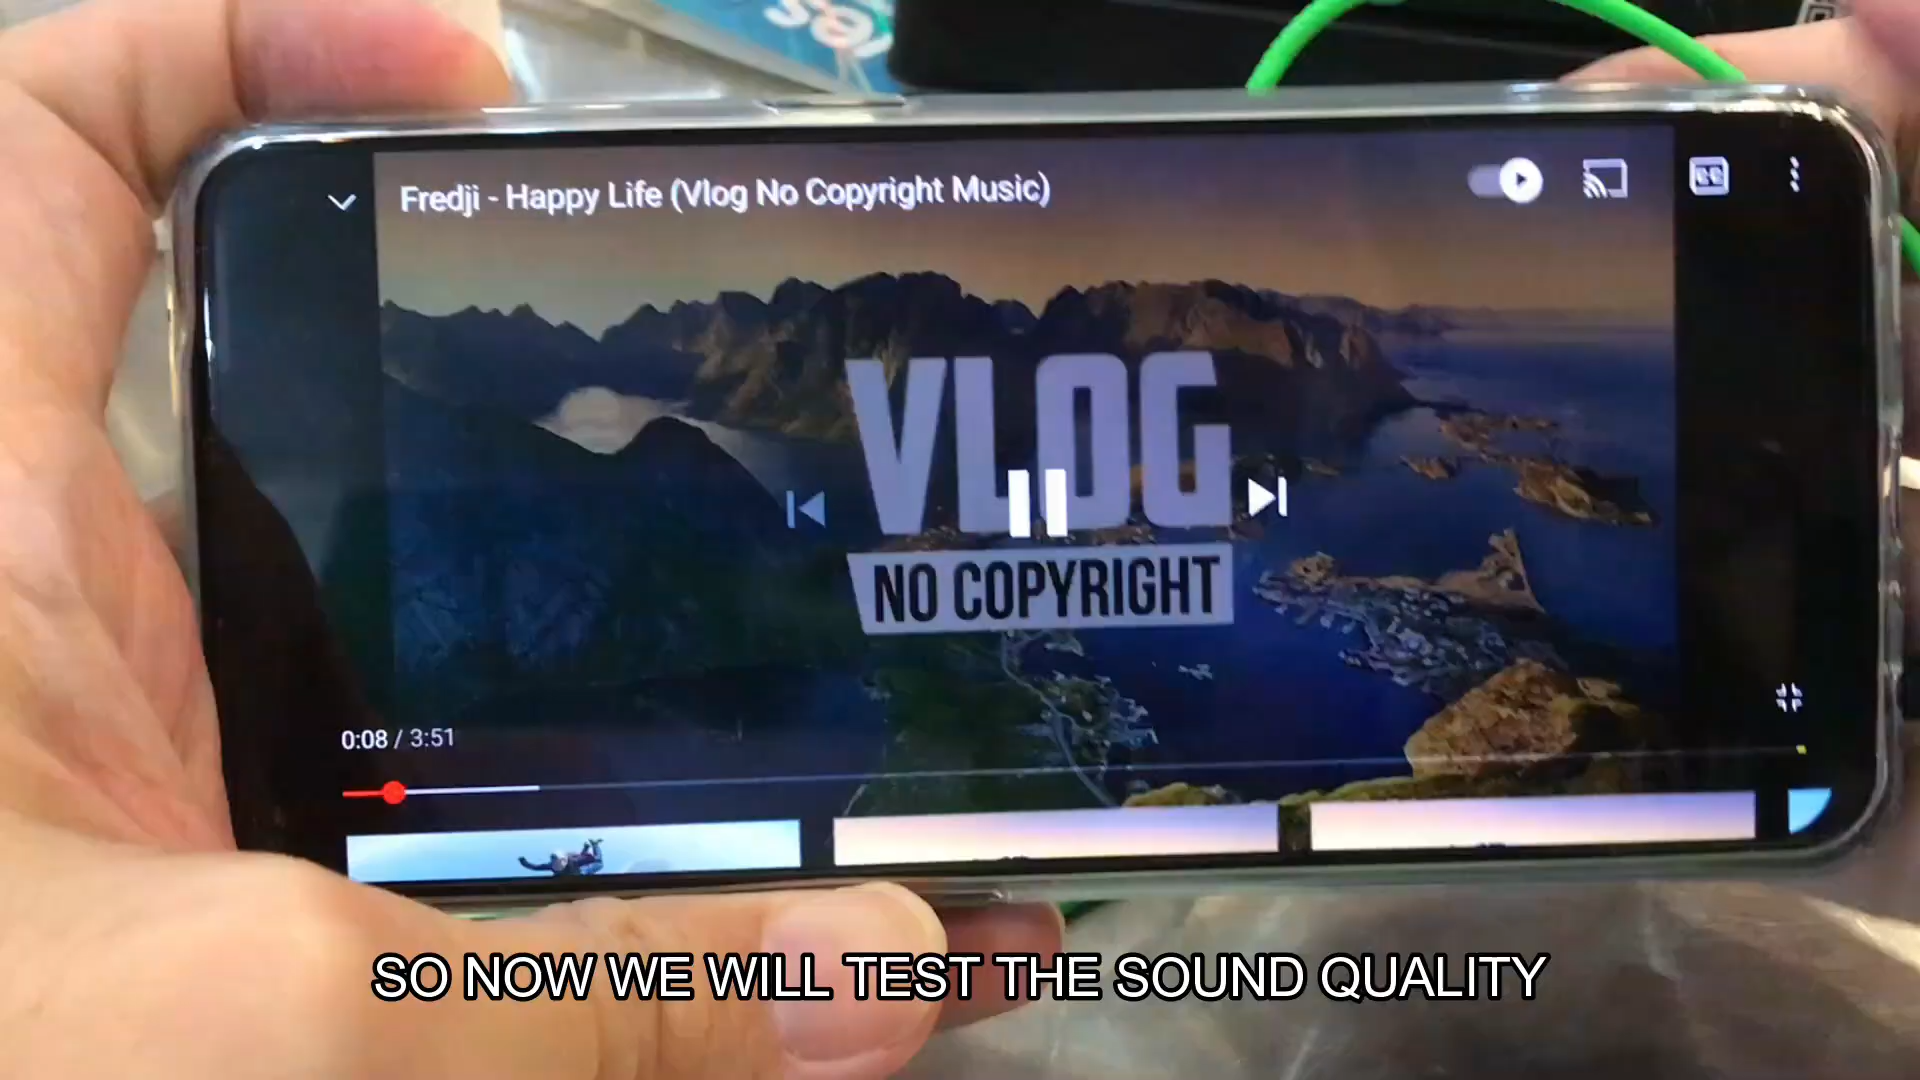 Fredji - Happy Life (Vlog No Copyright Music)
CC
VLOG
NO COPYRIGHT
0:08 / 3:51
SO NOW WE WILL TEST THE SOUND QUALITY